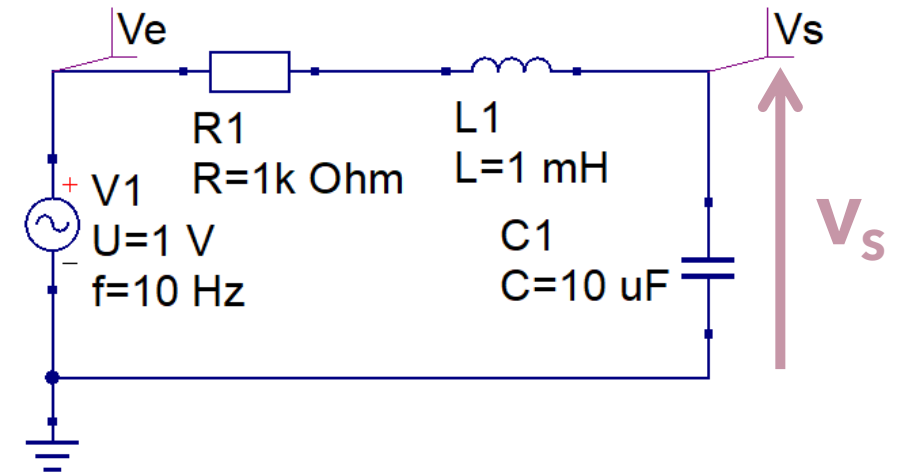 Ve
Vs
R1
R=1k Ohm
L1
L=1 mH
+
V1
U=1 V
f=10 Hz
−
C1
C=10 uF
vs